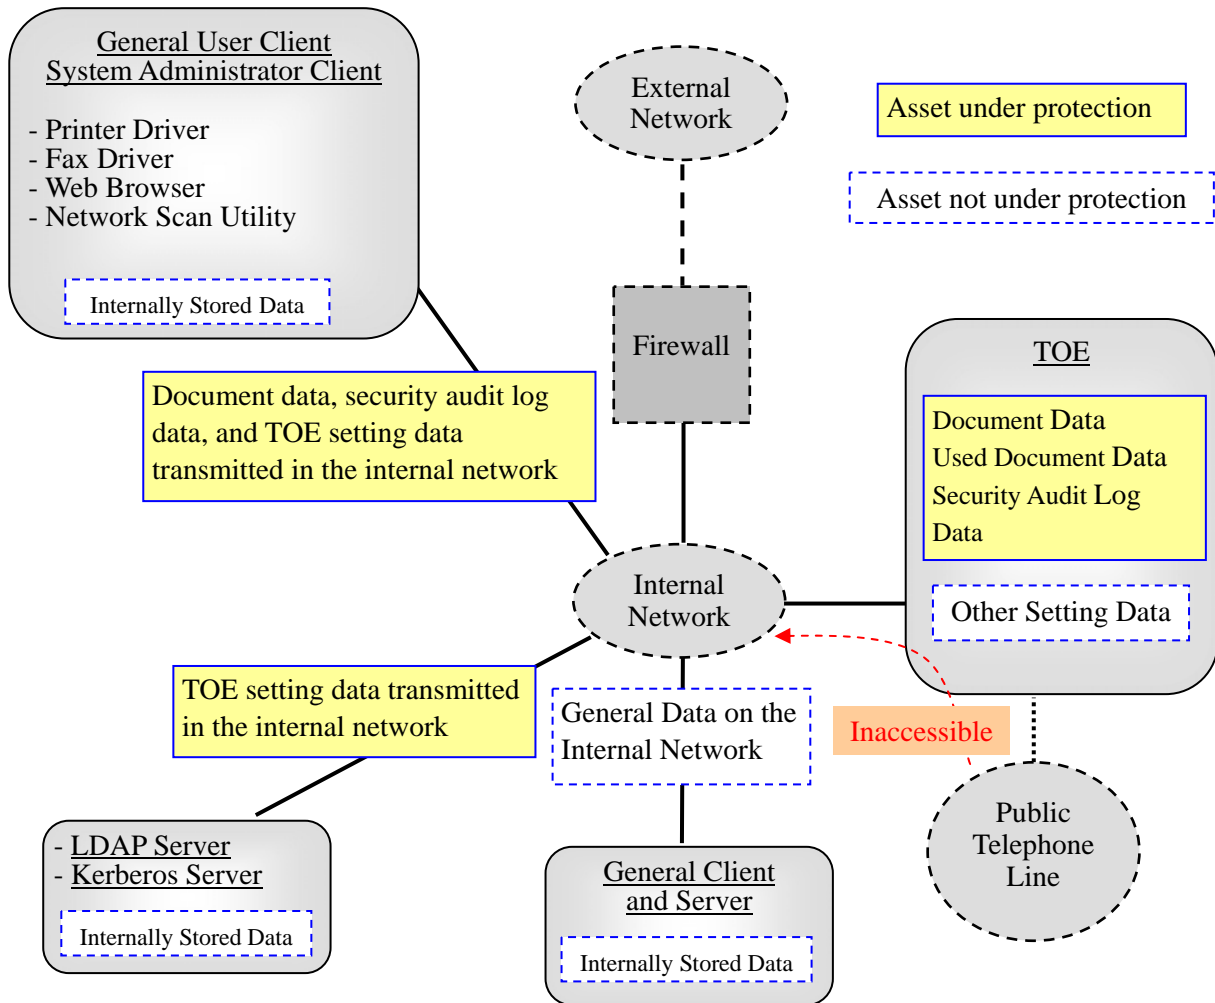 General User Client
System Administrator Client
- Printer Driver
- Fax Driver
- Web Browser
- Network Scan Utility
Internally Stored Data
External
Network
Asset under protection
Asset not under protection
Firewall
TOE
Document Data
Used Document Data
Security Audit Log
Data
Other Setting Data
Document data, security audit log
data, and TOE setting data
transmitted in the internal network
Internal
Network
TOE setting data transmitted
in the internal network
General Data on the
Internal Network
Inaccessible
Public
Telephone
Line
- LDAP Server
- Kerberos Server
Internally Stored Data
General Client
and Server
Internally Stored Data